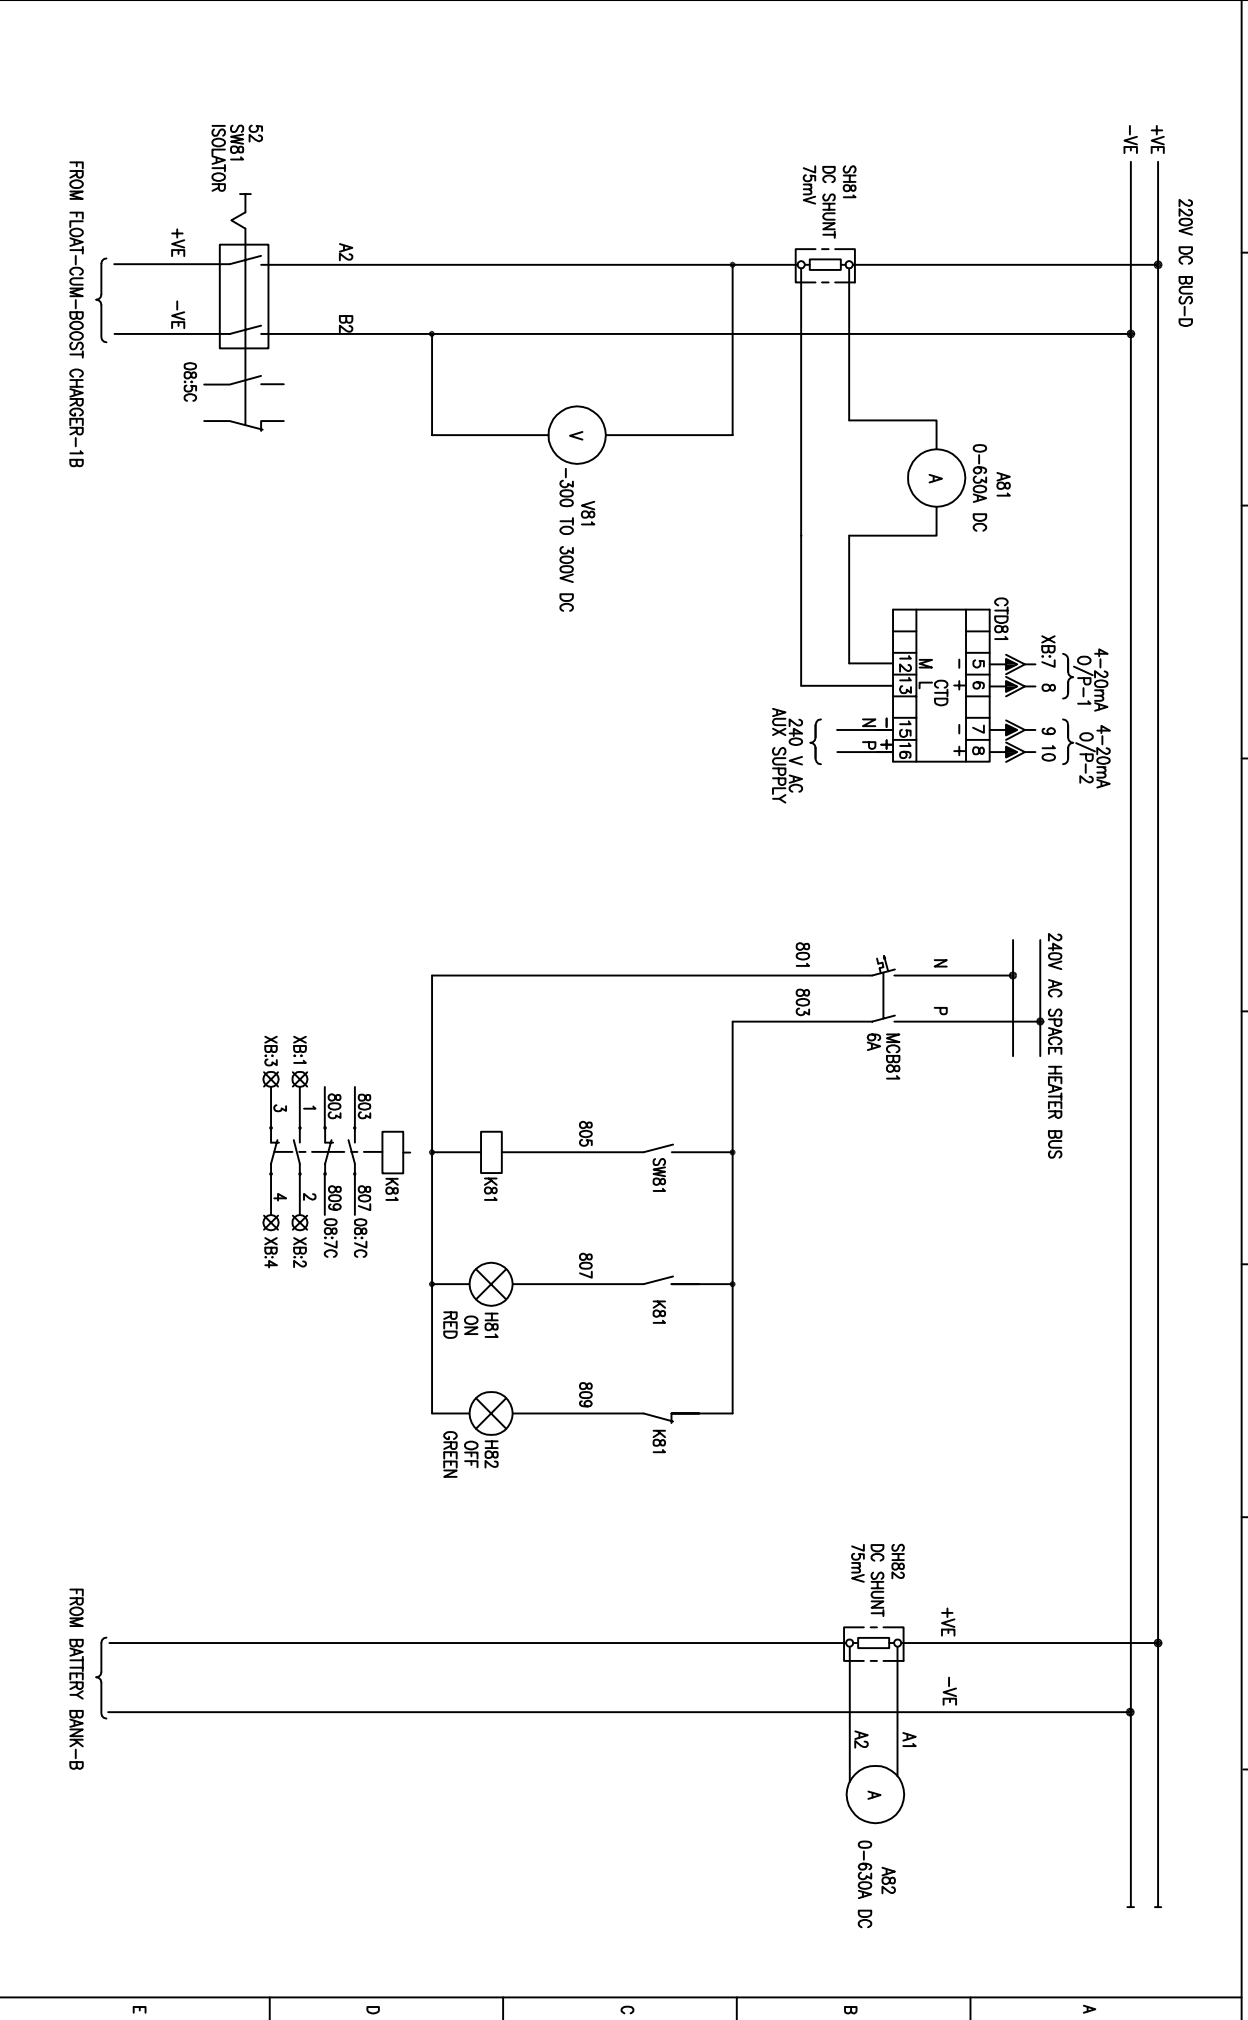 220V DC BUS-D
+VE
-VE
SH81
DC SHUNT
75mV
A81
0-630A DC
CTD81
4-20mA
O/P-1
4-20mA
O/P-2
XB:7
8
9
10
5
6
7
8
-
+
-
+
CTD
M
L
12
13
15
16
-
+
N
P
240 V AC
AUX SUPPLY
A
V
V81
-300 TO 300V DC
A2
B2
52
SW81
ISOLATOR
+VE
-VE
08:5C
FROM FLOAT-CUM-BOOST CHARGER-1B
240V AC SPACE HEATER BUS
N
P
MCB81
6A
801
803
805
SW81
K81
807
K81
H81
ON
RED
809
K81
H82
OFF
GREEN
K81
803
807
08:7C
803
809
08:7C
XB:1
1
2
XB:2
XB:3
3
4
XB:4
SH82
DC SHUNT
75mV
+VE
-VE
A1
A2
A
A82
0-630A DC
FROM BATTERY BANK-B
A
B
C
D
E